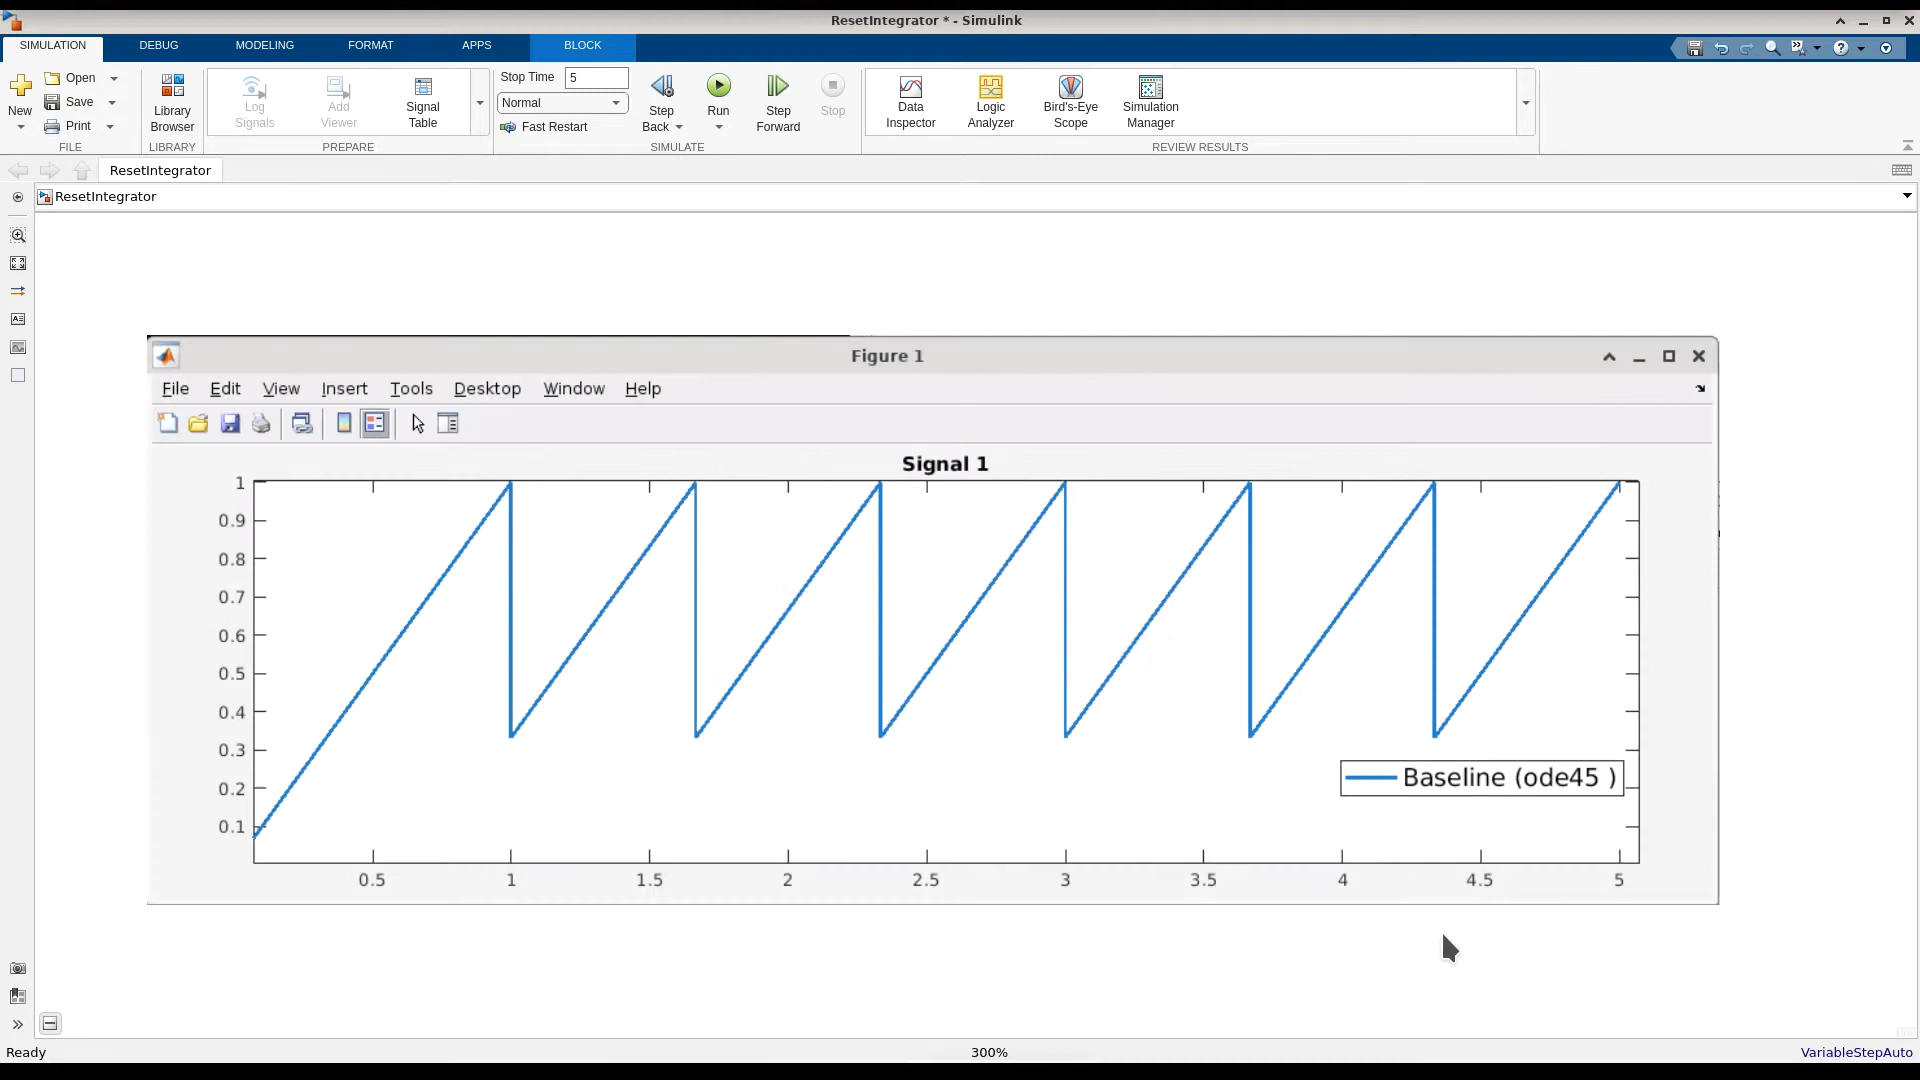 ResetIntegrator * - Simulink
SIMULATION DEBUG MODELING FORMAT APPS BLOCK
New
Open
Save
Print
FILE
Library
Browser
LIBRARY
Log
Signals
Add
Viewer
Signal
Table
PREPARE
Stop Time 5
Normal
Fast Restart
Step
Back
Run
Step
Forward
Stop
SIMULATE
Data
Inspector
Logic
Analyzer
Bird's-Eye
Scope
Simulation
Manager
REVIEW RESULTS
ResetIntegrator
ResetIntegrator
Figure 1
File Edit View Insert Tools Desktop Window Help
Signal 1
1
0.9
0.8
0.7
0.6
0.5
0.4
0.3
0.2
0.1
Baseline (ode45 )
0.5 1 1.5 2 2.5 3 3.5 4 4.5 5
Ready 300% VariableStepAuto